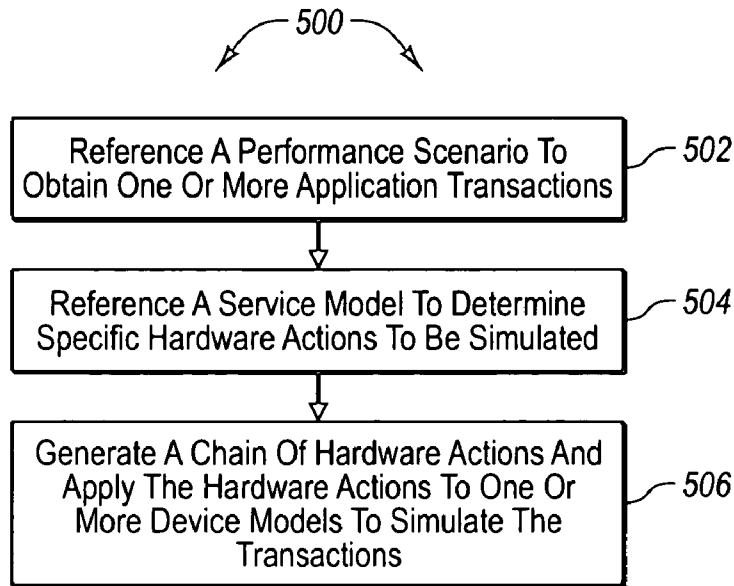 500
Reference A Performance Scenario To
Obtain One Or More Application Transactions
502
Reference A Service Model To Determine
Specific Hardware Actions To Be Simulated
504
Generate A Chain Of Hardware Actions And
Apply The Hardware Actions To One Or
More Device Models To Simulate The
Transactions
506